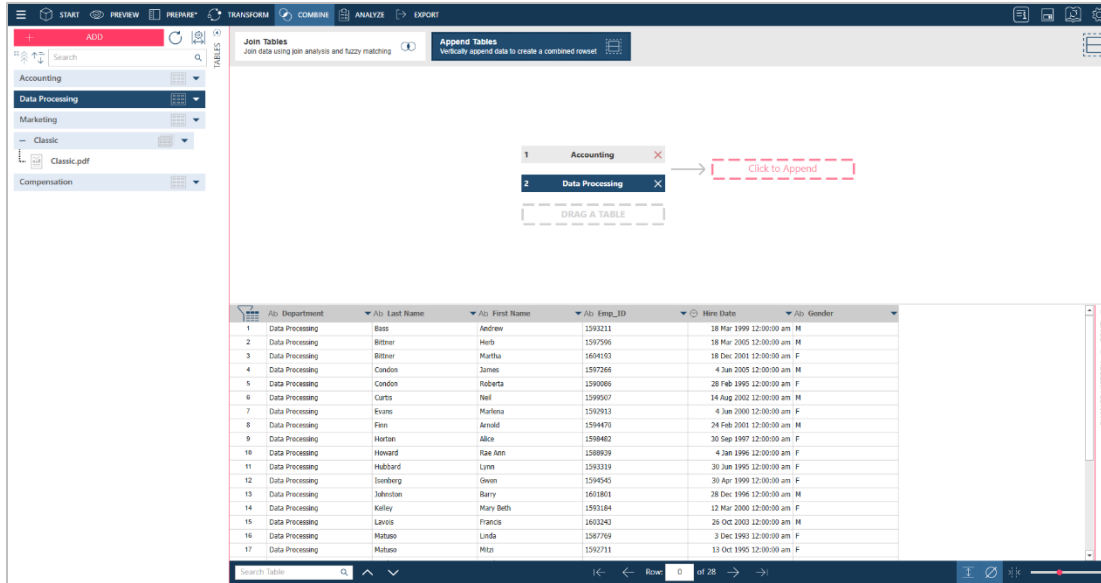 START PREVIEW PREPARE* TRANSFORM COMBINE ANALYZE EXPORT
+ ADD
TABLES
Search
Accounting
Data Processing
Marketing
Classic
Classic.pdf
Compensation
Join Tables
Join data using join analysis and fuzzy matching
Append Tables
Vertically append data to create a combined rowset
1 Accounting
2 Data Processing
DRAG A TABLE
Click to Append
Ab Department Ab Last Name Ab First Name Ab Emp_ID Hire Date Ab Gender
1 Data Processing Bass Andrew 1593211 18 Mar 1999 12:00:00 am M
2 Data Processing Bittner Herb 1597596 18 Mar 2005 12:00:00 am M
3 Data Processing Bittner Martha 1604193 18 Dec 2001 12:00:00 am F
4 Data Processing Condon James 1597266 4 Jun 2005 12:00:00 am M
5 Data Processing Condon Roberta 1590086 28 Feb 1995 12:00:00 am F
6 Data Processing Curtis Neil 1599507 14 Aug 2002 12:00:00 am M
7 Data Processing Evans Marlena 1592913 4 Jun 2000 12:00:00 am F
8 Data Processing Finn Arnold 1594470 24 Feb 2001 12:00:00 am M
9 Data Processing Horton Alice 1598482 30 Sep 1997 12:00:00 am F
10 Data Processing Howard Rae Ann 1588939 4 Jan 1996 12:00:00 am F
11 Data Processing Hubbard Lynn 1593319 30 Jun 1995 12:00:00 am F
12 Data Processing Isenberg Gwen 1594545 30 Apr 1999 12:00:00 am F
13 Data Processing Johnston Barry 1601801 28 Dec 1996 12:00:00 am M
14 Data Processing Kelley Mary Beth 1593184 12 Mar 2000 12:00:00 am F
15 Data Processing Lavois Francis 1603243 26 Oct 2003 12:00:00 am M
16 Data Processing Matuso Linda 1587769 3 Dec 1993 12:00:00 am F
17 Data Processing Matuso Mitzi 1592711 13 Oct 1995 12:00:00 am F
Search Table Row: 0 of 28